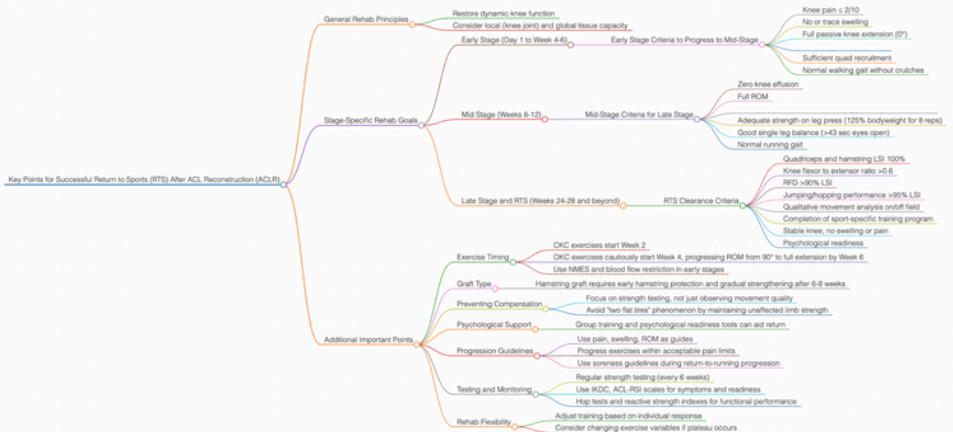 Key Points for Successful Return to Sports (RTS) After ACL Reconstruction (ACLR)
General Rehab Principles
Restore dynamic knee function
Consider local (knee joint) and global tissue capacity
Stage-Specific Rehab Goals
Early Stage (Day 1 to Week 4-6)
Early Stage Criteria to Progress to Mid-Stage
Knee pain ≤ 2/10
No or trace swelling
Full passive knee extension (0°)
Sufficient quad recruitment
Normal walking gait without crutches
Mid Stage (Weeks 6-12)
Mid-Stage Criteria for Late Stage
Zero knee effusion
Full ROM
Adequate strength on leg press (125% bodyweight for 8 reps)
Good single leg balance (>43 sec eyes open)
Normal running gait
Late Stage and RTS (Weeks 24-28 and beyond)
RTS Clearance Criteria
Quadriceps and hamstring LSI 100%
Knee flexor to extensor ratio >0.6
RFD >90% LSI
Jumping/hopping performance >95% LSI
Qualitative movement analysis on/off field
Completion of sport-specific training program
Stable knee, no swelling or pain
Psychological readiness
Additional Important Points
Exercise Timing
OKC exercises start Week 2
OKC exercises cautiously start Week 4, progressing ROM from 90° to full extension by Week 6
Use NMES and blood flow restriction in early stages
Graft Type
Hamstring graft requires early hamstring protection and gradual strengthening after 6-8 weeks
Preventing Compensation
Focus on strength testing, not just observing movement quality
Avoid "two flat tires" phenomenon by maintaining unaffected limb strength
Psychological Support
Group training and psychological readiness tools can aid return
Progression Guidelines
Use pain, swelling, ROM as guides
Progress exercises within acceptable pain limits
Use soreness guidelines during return-to-running progression
Testing and Monitoring
Regular strength testing (every 6 weeks)
Use IKDC, ACL-RSI scales for symptoms and readiness
Hop tests and reactive strength indexes for functional performance
Rehab Flexibility
Adjust training based on individual response
Consider changing exercise variables if plateau occurs